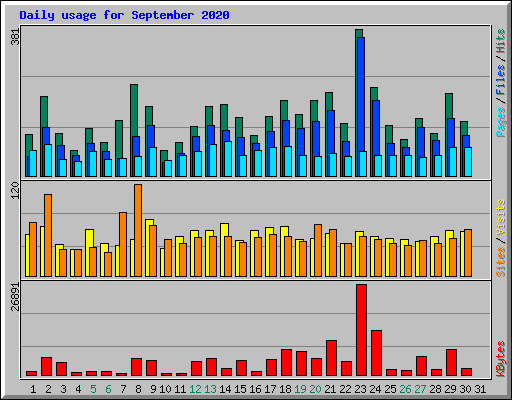 Daily usage for September 2020
381
Pages / Files / Hits
120
Sites / Visits
26891
KBytes
1 2 3 4 5 6 7 8 9 10 11 12 13 14 15 16 17 18 19 20 21 22 23 24 25 26 27 28 29 30 31